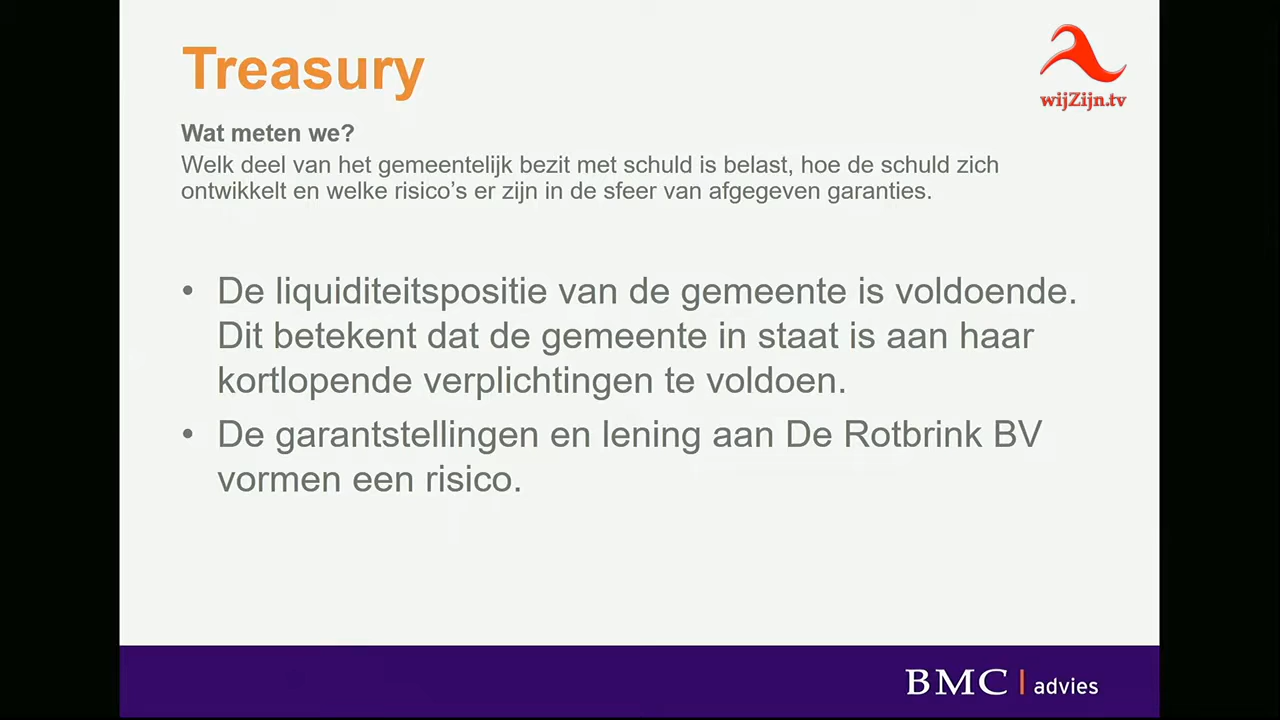 Treasury
wijZijn.tv
Wat meten we?
Welk deel van het gemeentelijk bezit met schuld is belast, hoe de schuld zich
ontwikkelt en welke risico’s er zijn in de sfeer van afgegeven garanties.
• De liquiditeitspositie van de gemeente is voldoende.
Dit betekent dat de gemeente in staat is aan haar
kortlopende verplichtingen te voldoen.
• De garantstellingen en lening aan De Rotbrink BV
vormen een risico.
BMC | advies